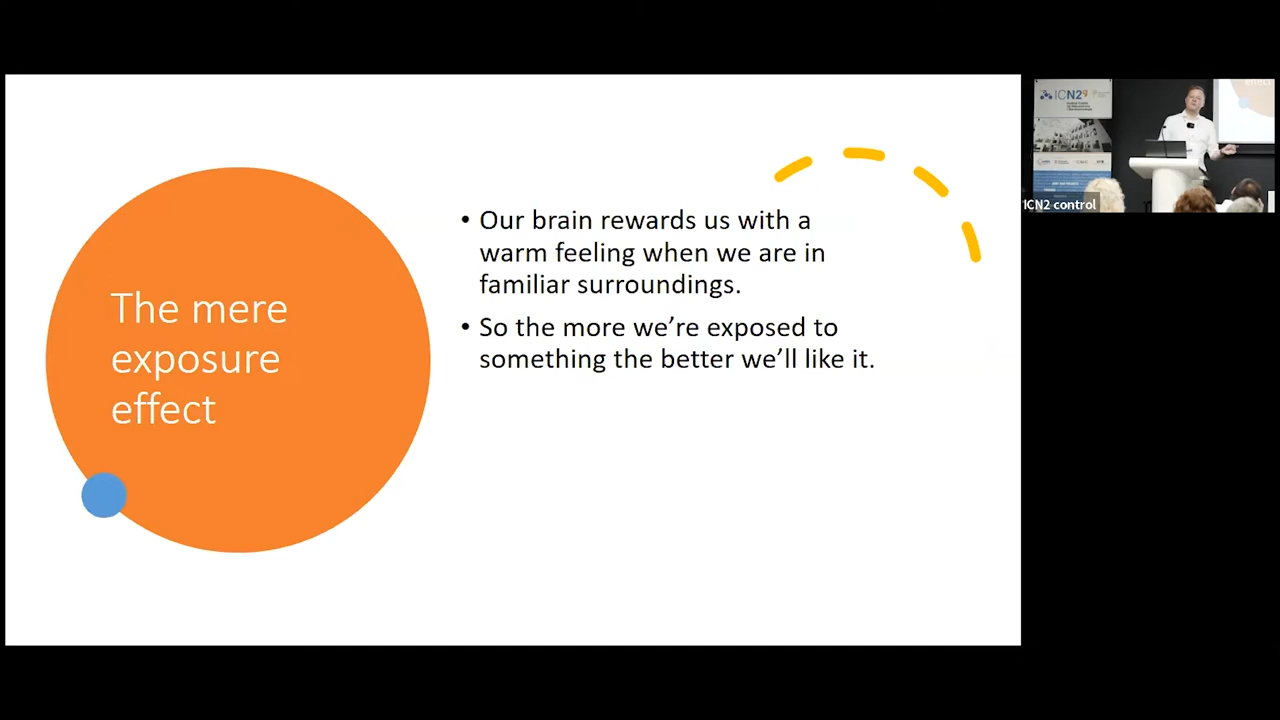 The mere
exposure
effect
• Our brain rewards us with a
warm feeling when we are in
familiar surroundings.
• So the more we’re exposed to
something the better we’ll like it.
ICN2
ICN2 control